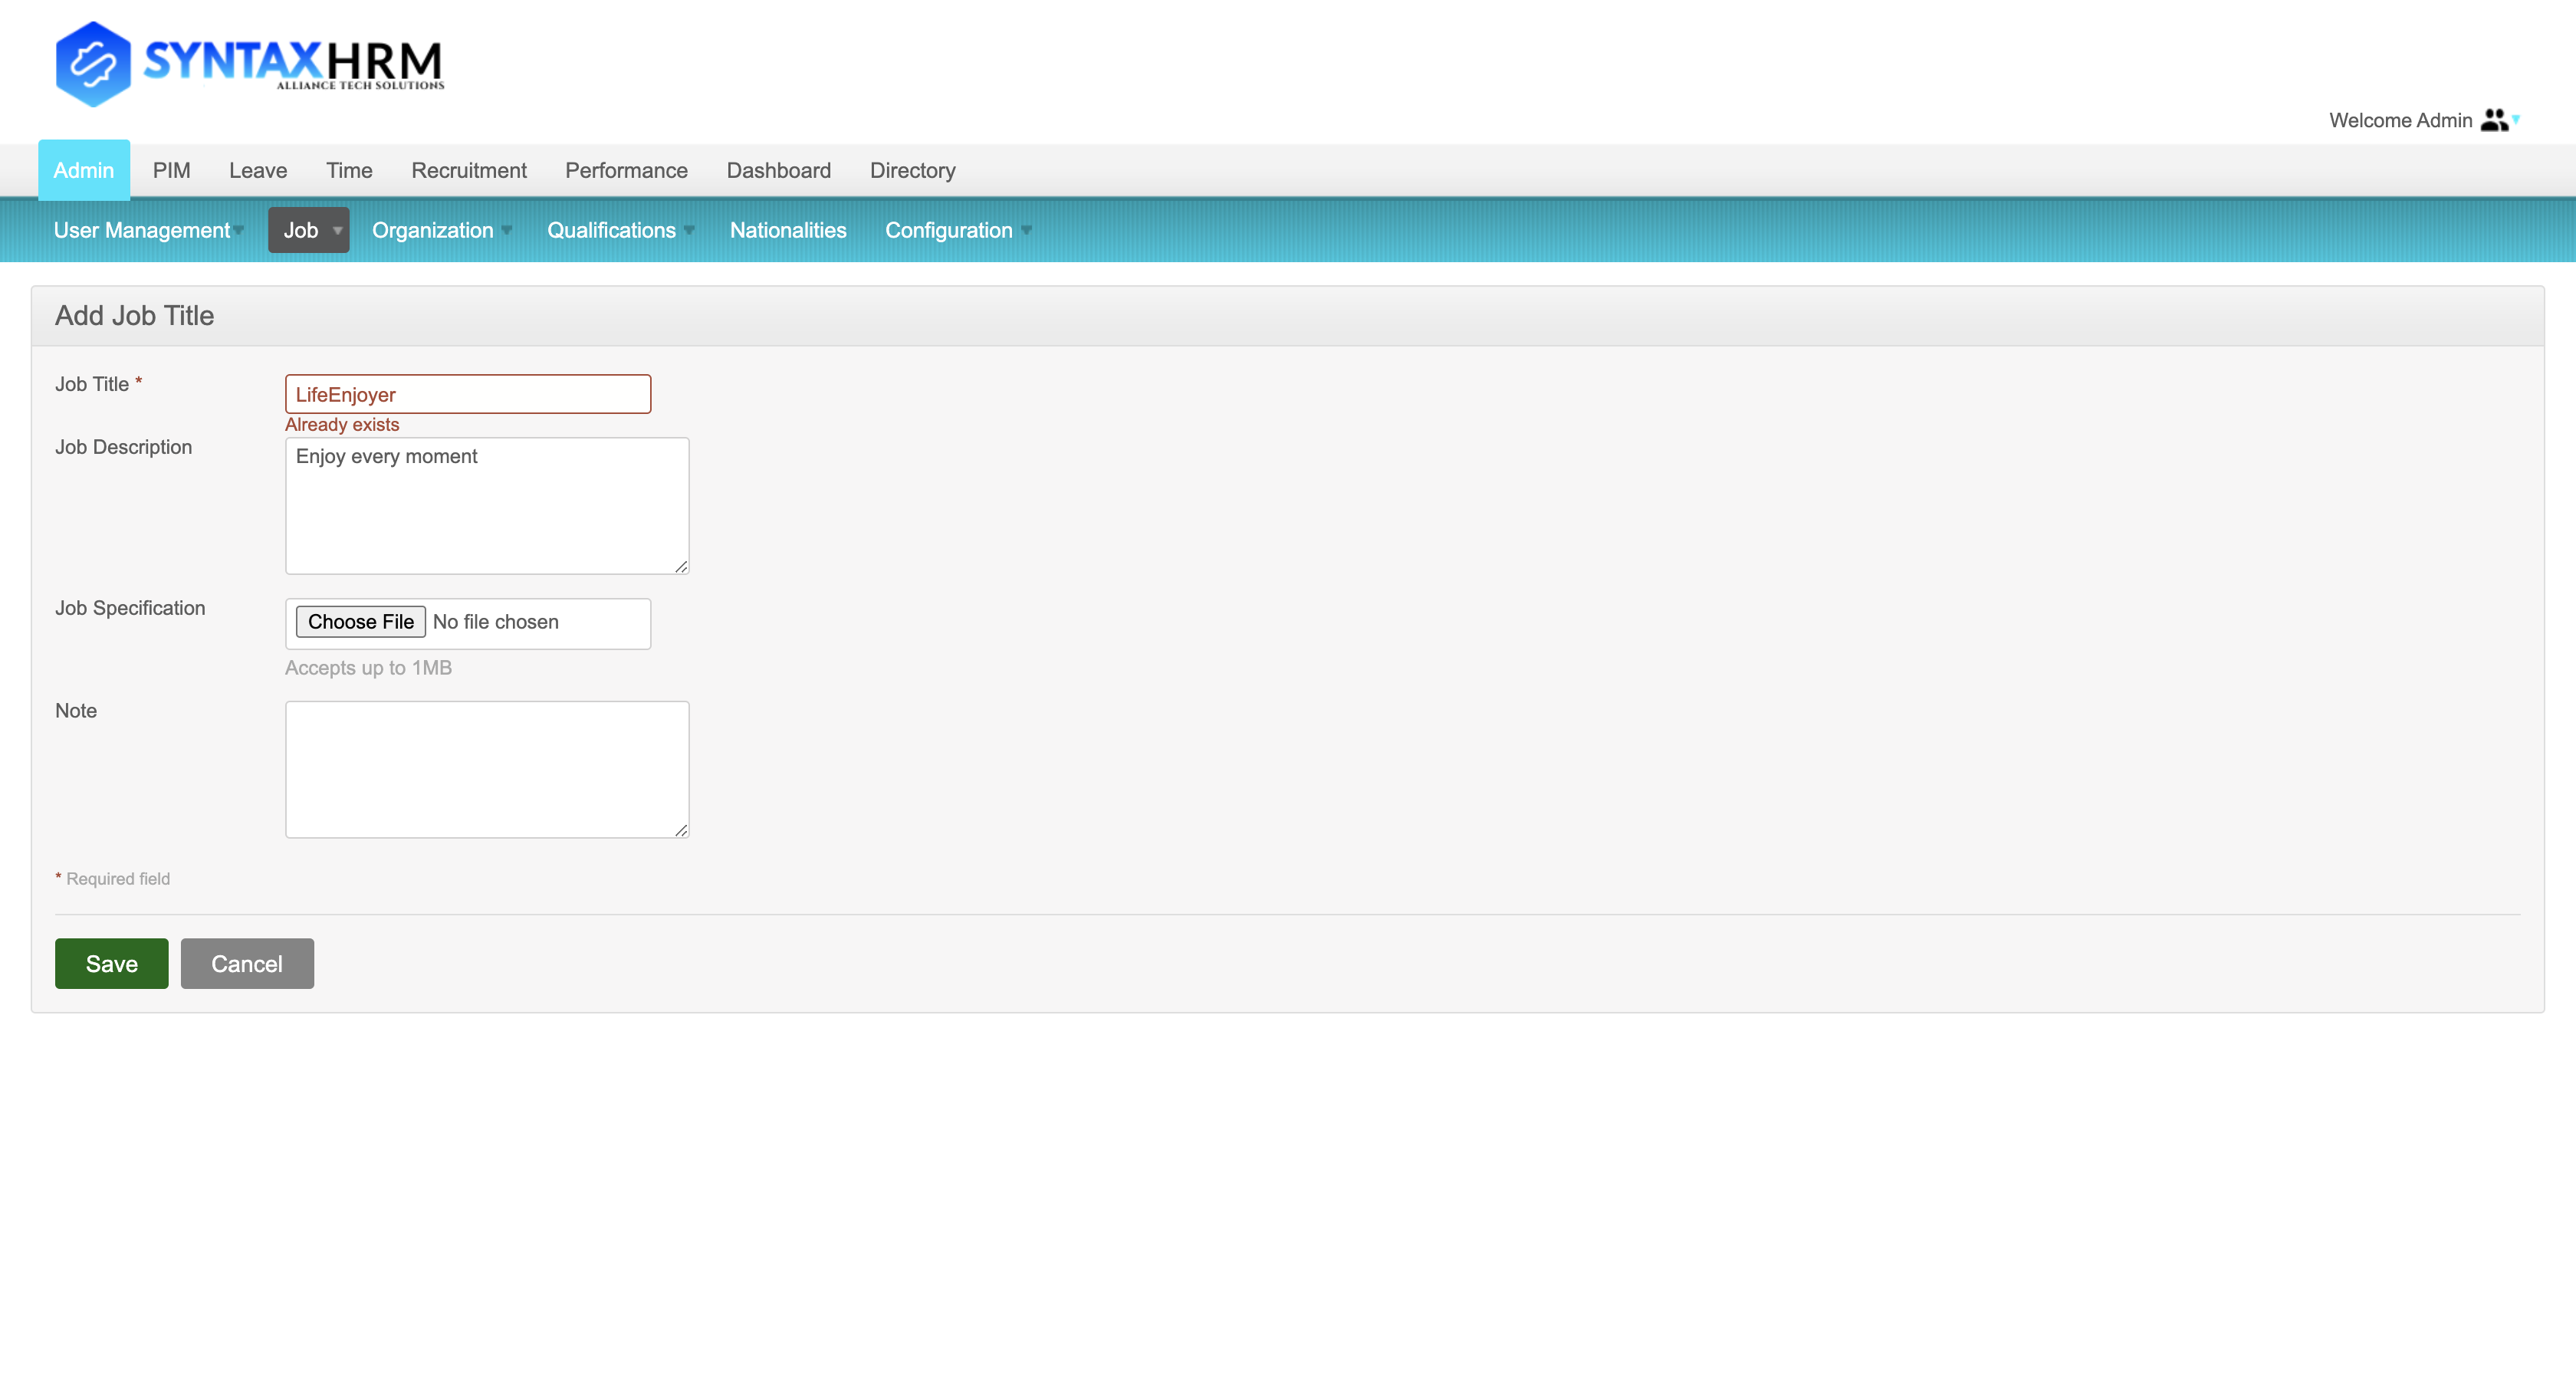 SYNTAXHRM
ALLIANCE TECH SOLUTIONS
Welcome Admin
Admin PIM Leave Time Recruitment Performance Dashboard Directory
User Management Job Organization Qualifications Nationalities Configuration
Add Job Title
Job Title * LifeEnjoyer
Already exists
Job Description Enjoy every moment
Job Specification Choose File No file chosen
Accepts up to 1MB
Note
* Required field
Save Cancel